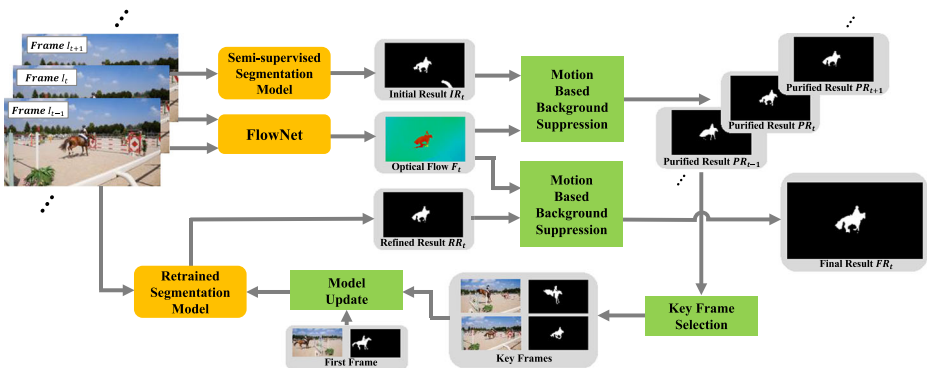 Frame I_{t+1}
Frame I_t
Frame I_{t−1}
Semi-supervised
Segmentation
Model
FlowNet
Initial Result IR_t
Optical Flow F_t
Refined Result RR_t
Motion
Based
Background
Suppression
Motion
Based
Background
Suppression
Purified Result PR_{t+1}
Purified Result PR_t
Purified Result PR_{t−1}
Final Result FR_t
Retrained
Segmentation
Model
Model
Update
First Frame
Key Frames
Key Frame
Selection